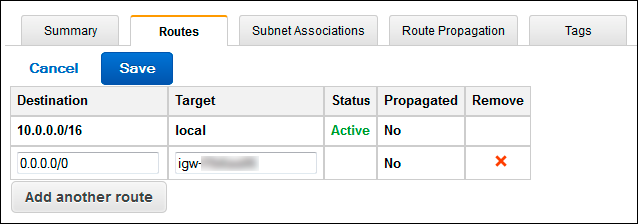 Summary Routes Subnet Associations Route Propagation Tags
Cancel Save
Destination Target Status Propagated Remove
10.0.0.0/16 local Active No
0.0.0.0/0 igw- No
Add another route